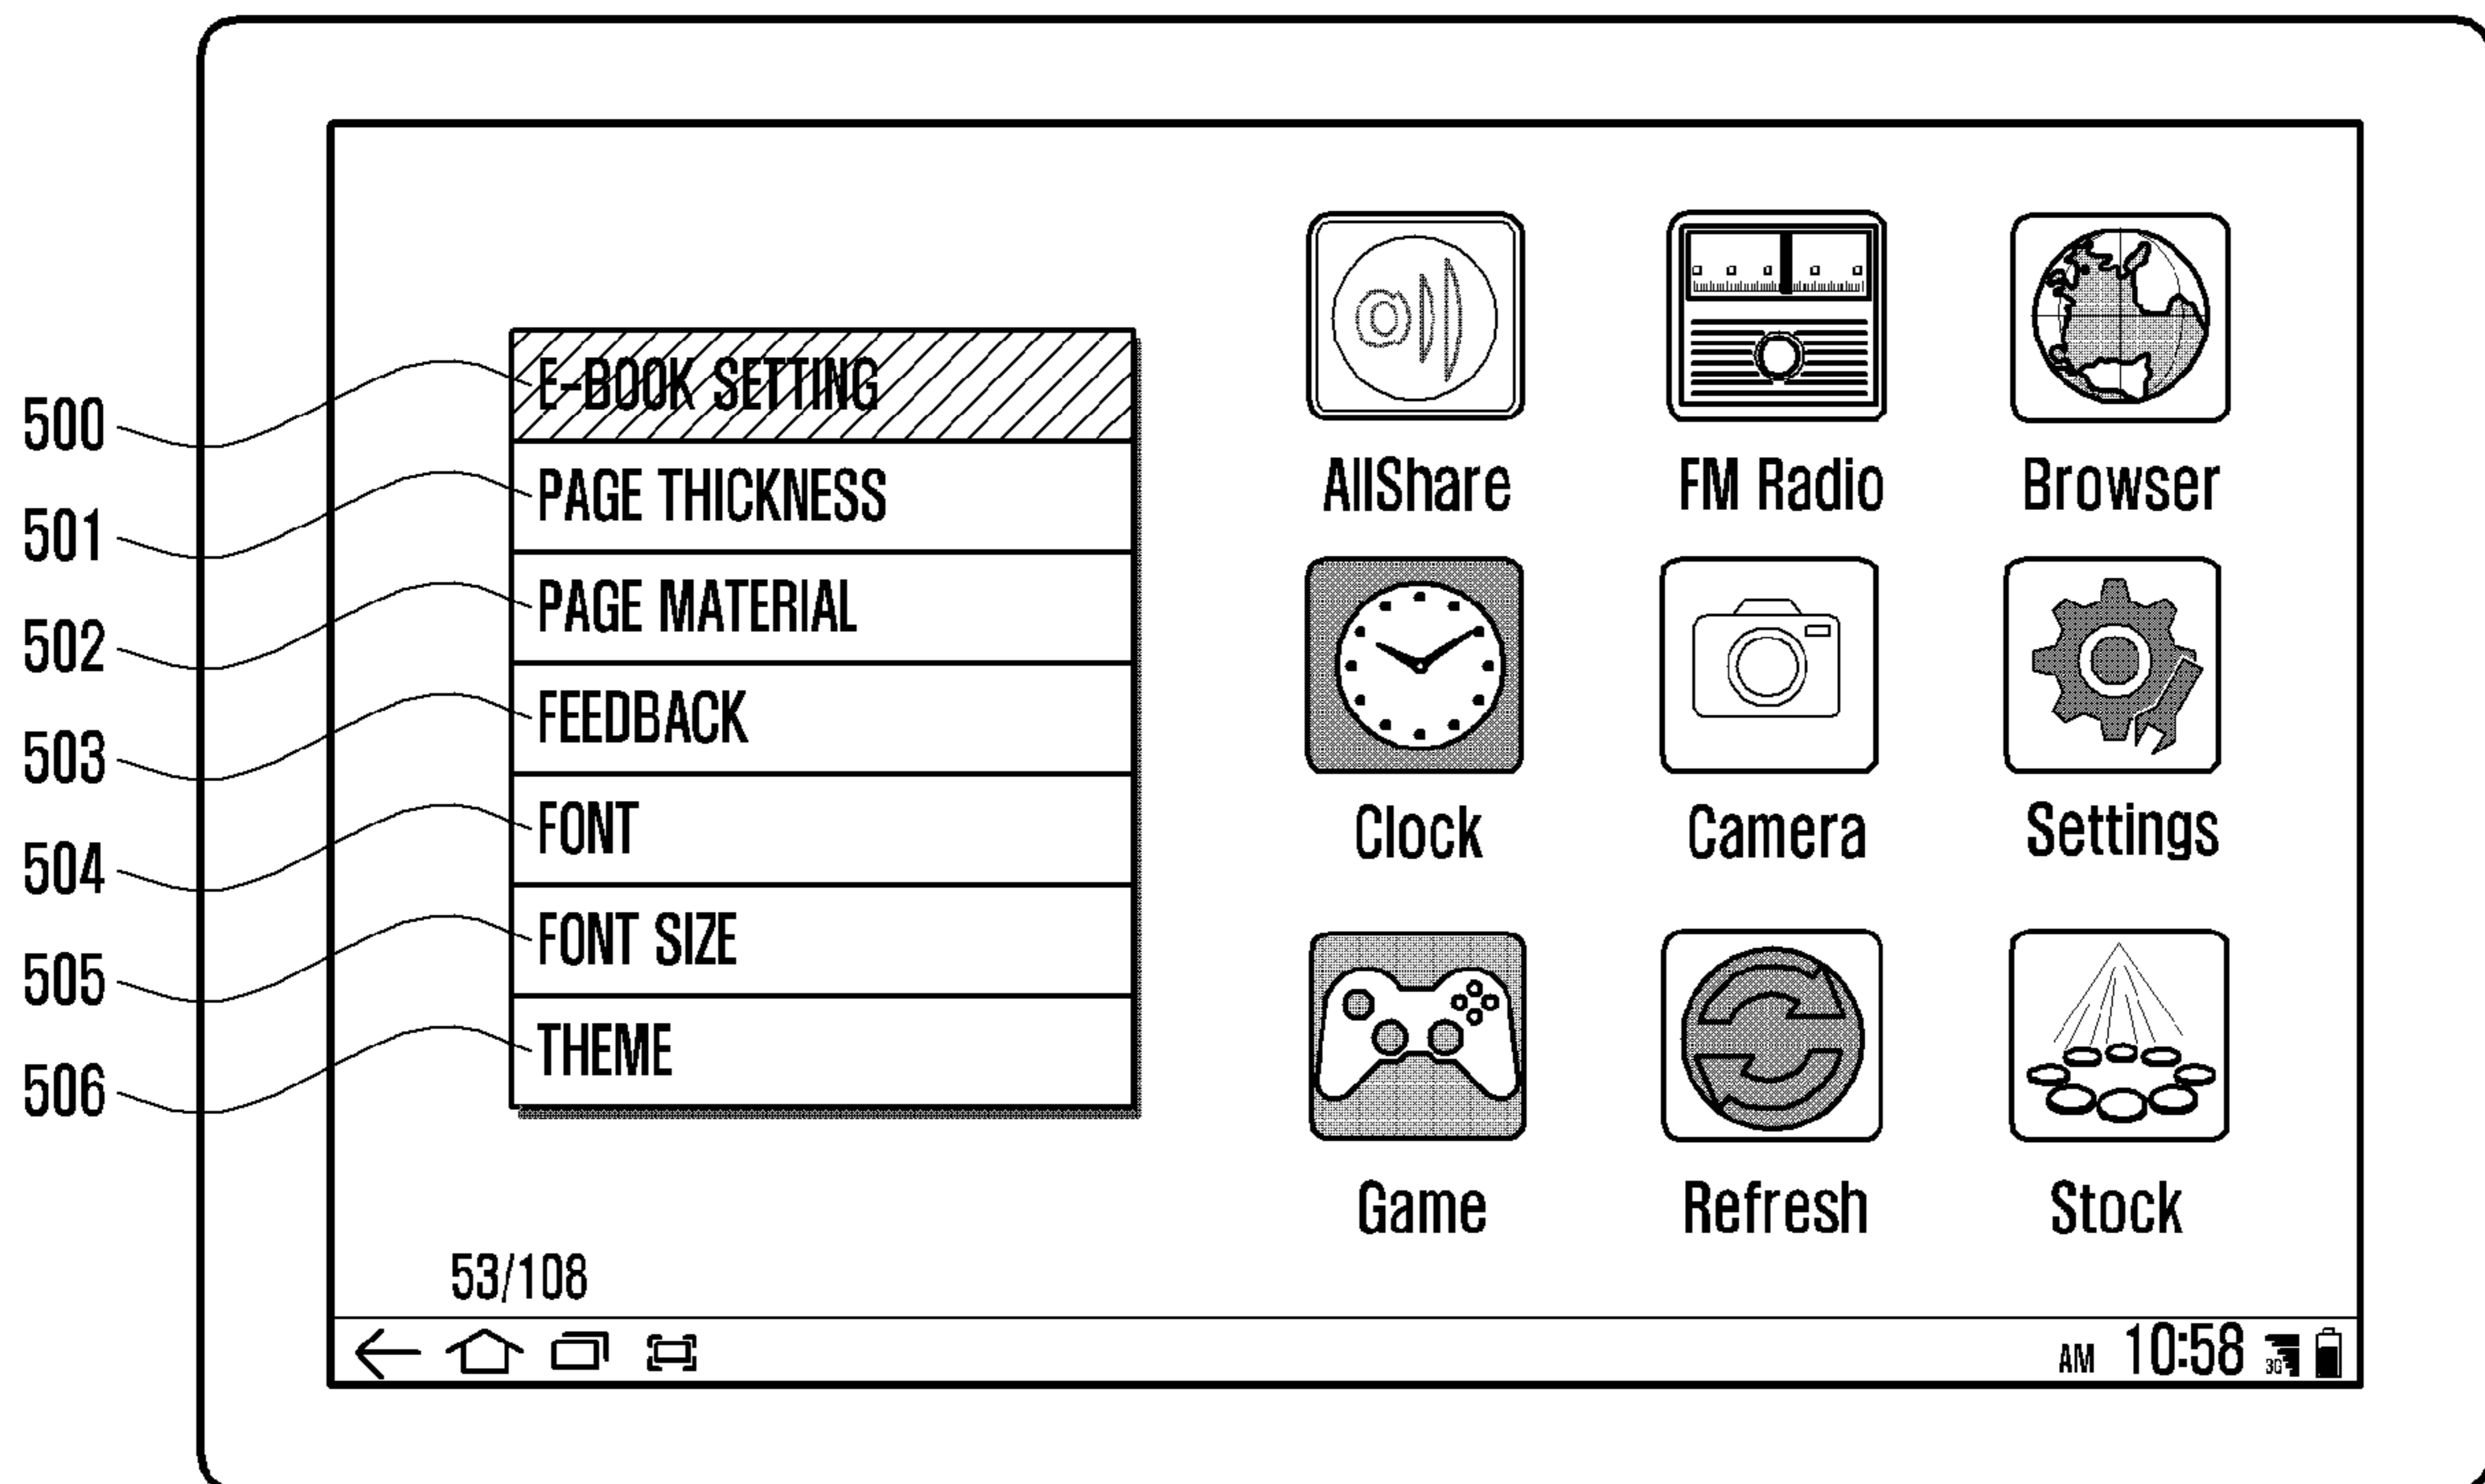 500
501
502
503
504
505
506
E-BOOK SETTING
PAGE THICKNESS
PAGE MATERIAL
FEEDBACK
FONT
FONT SIZE
THEME
AllShare FM Radio Browser
Clock Camera Settings
Game Refresh Stock
53/108
AM 10:58 3G